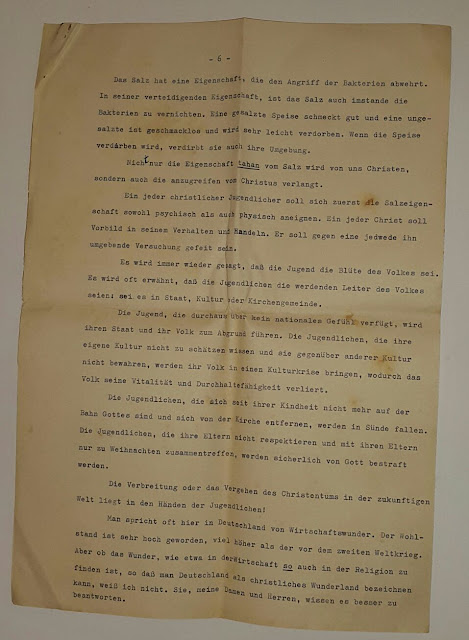 - 6 -
Das Salz hat eine Eigenschaft, die den Angriff der Bakterien abwehrt.
In seiner verteidigenden Eigenschaft, ist das Salz auch imstande die
Bakterien zu vernichten. Eine gesalzte Speise schmeckt gut und eine unge-
salzte ist geschmacklos und wird sehr leicht verdorben. Wenn die Speise
verdärben wird, verdirbt sie auch ihre Umgebung.
Nicht nur die Eigenschaft tahan vom Salz wird von uns Christen,
sondern auch die anzugreifen vom Christus verlangt.
Ein jeder christlicher Jugendlicher soll sich zuerst die Salzeigen-
schaft sowohl psychisch als auch physisch aneignen. Ein jeder Christ soll
Vorbild in seinem Verhalten und Handeln. Er soll gegen eine jedwede ihn
umgebende Versuchung gefeit sein.
Es wird immer wieder gesagt, daß die Jugend die Blüte des Volkes sei.
Es wird oft erwähnt, daß die Jugendlichen die werdenden Leiter des Volkes
seien: sei es in Staat, Kultur oder Kirchengemeinde.
Die Jugend, die durchaus über kein nationales Gefühl verfügt, wird
ihren Staat und ihr Volk zum Abgrund führen. Die Jugendlichen, die ihre
eigene Kultur nicht zu schätzen wissen und sie gegenüber anderer Kultur
nicht bewahren, werden ihr Volk in einen Kulturkrise bringen, wodurch das
Volk seine Vitalität und Durchhaltefähigkeit verliert.
Die Jugendlichen, die sich seit ihrer Kindheit nicht mehr auf der
Bahn Gottes sind und sich von der Kirche entfernen, werden in Sünde fallen.
Die Jugendlichen, die ihre Eltern nicht respektieren und mit ihren Eltern
nur zu Weihnachten zusammentreffen, werden sicherlich von Gott bestraft
werden.
Die Verbreitung oder das Vergehen des Christentums in der zukunftigen
Welt liegt in den Händen der Jugendlichen!
Man spricht oft hier in Deutschland von Wirtschaftswunder. Der Wohl-
stand ist sehr hoch geworden, viel höher als der vor dem zweiten Weltkrieg.
Aber ob das Wunder, wie etwa in der Wirtschaft so auch in der Religion zu
finden ist, so daß man Deutschland als christliches Wunderland bezeichnen
kann, weiß ich nicht. Sie, meine Damen und Herren, wissen es besser zu
beantworten.